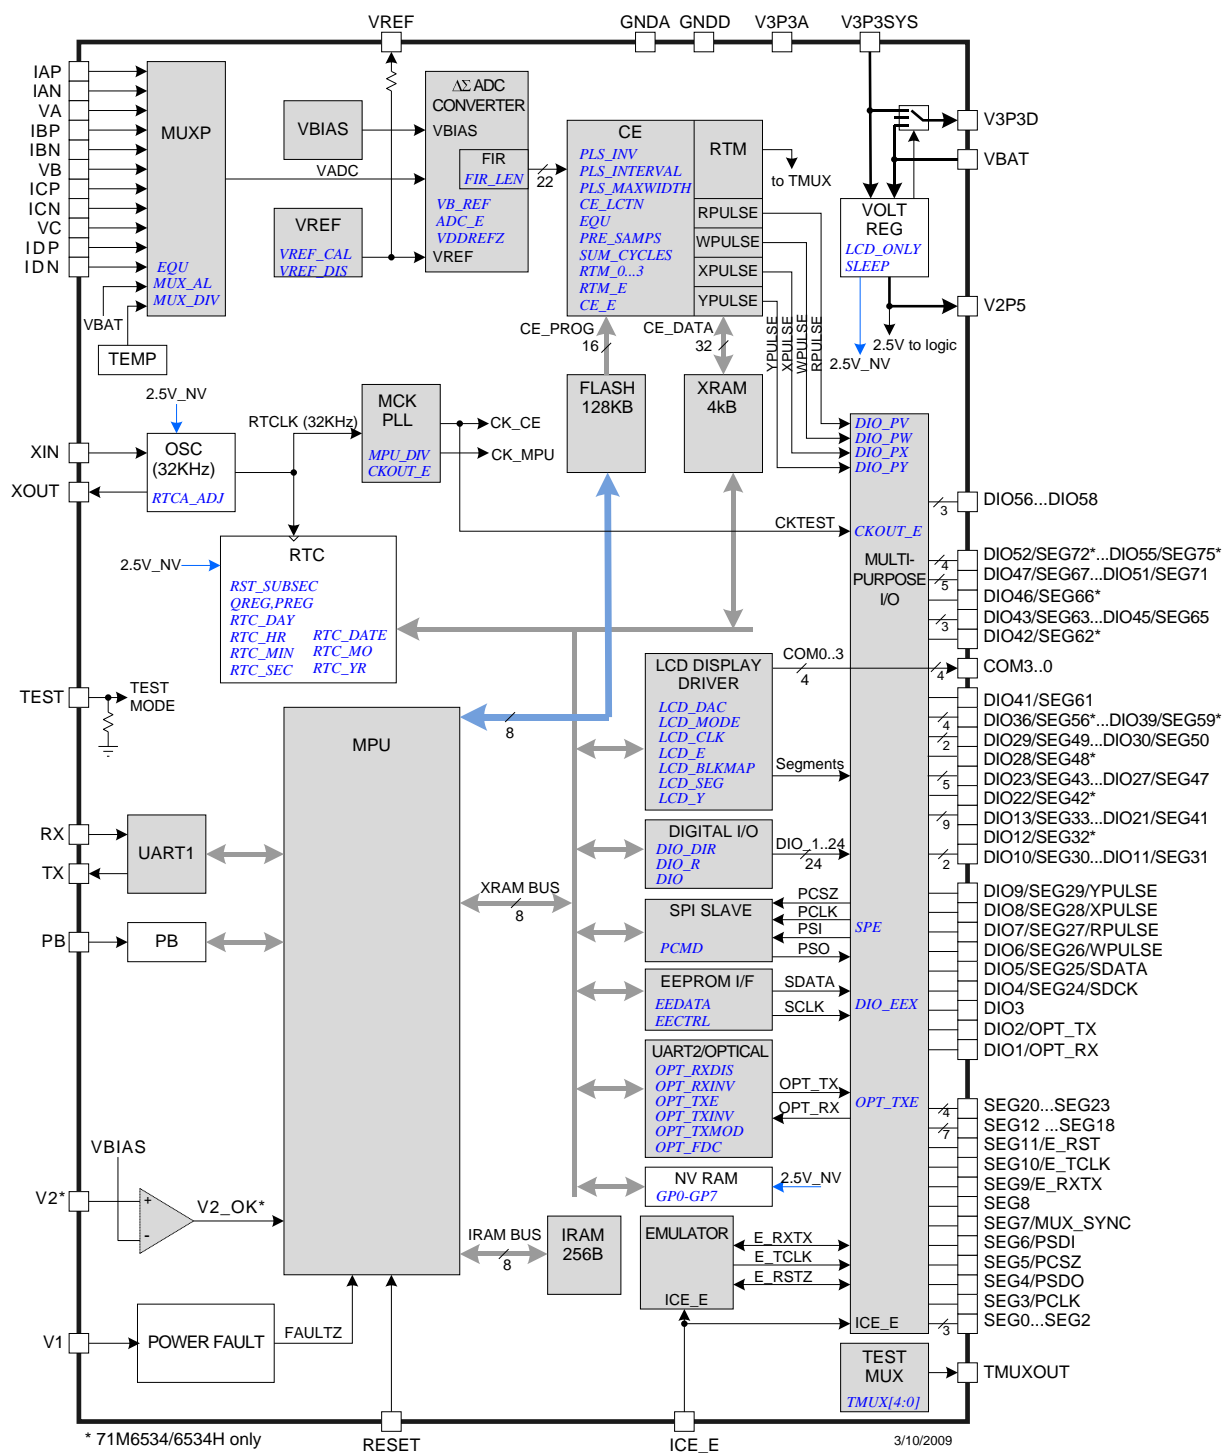 VREF
GNDA GNDD V3P3A V3P3SYS
IAP
IAN
VA
IBP
IBN
VB
ICP
ICN
VC
IDP
IDN
MUXP
EQU
MUX_AL
MUX_DIV
VBAT
TEMP
VBIAS
VADC
VREF
VREF_CAL
VREF_DIS
ΔΣ ADC
CONVERTER
VBIAS
FIR
FIR_LEN
VB_REF
ADC_E
VDDREFZ
VREF
22
CE
PLS_INV
PLS_INTERVAL
PLS_MAXWIDTH
CE_LCTN
EQU
PRE_SAMPS
SUM_CYCLES
RTM_0...3
RTM_E
CE_E
RTM
RPULSE
WPULSE
XPULSE
YPULSE
to TMUX
V3P3D
VBAT
VOLT
REG
LCD_ONLY
SLEEP
V2P5
2.5V to logic
2.5V_NV
CE_PROG
16
CE_DATA
32
YPULSE
XPULSE
WPULSE
RPULSE
FLASH
128KB
XRAM
4kB
2.5V_NV
XIN
XOUT
OSC
(32KHz)
RTCA_ADJ
RTCLK (32KHz)
MCK
PLL
MPU_DIV
CKOUT_E
CK_CE
CK_MPU
CKTEST
2.5V_NV
RTC
RST_SUBSEC
QREG,PREG
RTC_DAY
RTC_HR RTC_DATE
RTC_MIN RTC_MO
RTC_SEC RTC_YR
DIO_PV
DIO_PW
DIO_PX
DIO_PY
CKOUT_E
MULTI-
PURPOSE
I/O
SPE
DIO_EEX
OPT_TXE
ICE_E
TEST
TEST
MODE
MPU
8
LCD DISPLAY
DRIVER
LCD_DAC
LCD_MODE
LCD_CLK
LCD_E
LCD_BLKMAP
LCD_SEG
LCD_Y
COM0..3
4
Segments
RX
TX
UART1
XRAM BUS
8
DIGITAL I/O
DIO_DIR
DIO_R
DIO
DIO_1..24
24
PB
PB
SPI SLAVE
PCMD
PCSZ
PCLK
PSI
PSO
EEPROM I/F
EEDATA
EECTRL
SDATA
SCLK
UART2/OPTICAL
OPT_RXDIS
OPT_RXINV
OPT_TXE
OPT_TXINV
OPT_TXMOD
OPT_FDC
OPT_TX
OPT_RX
NV RAM
GP0-GP7
2.5V_NV
VBIAS
V2*
+
-
V2_OK*
IRAM BUS
8
IRAM
256B
EMULATOR
ICE_E
E_RXTX
E_TCLK
E_RSTZ
V1
POWER FAULT
FAULTZ
TEST
MUX
TMUX[4:0]
3
DIO56...DIO58
4
DIO52/SEG72*...DIO55/SEG75*
5
DIO47/SEG67...DIO51/SEG71
DIO46/SEG66*
3
DIO43/SEG63...DIO45/SEG65
DIO42/SEG62*
4
COM3..0
DIO41/SEG61
4
DIO36/SEG56*...DIO39/SEG59*
2
DIO29/SEG49...DIO30/SEG50
DIO28/SEG48*
5
DIO23/SEG43...DIO27/SEG47
DIO22/SEG42*
9
DIO13/SEG33...DIO21/SEG41
DIO12/SEG32*
2
DIO10/SEG30...DIO11/SEG31
DIO9/SEG29/YPULSE
DIO8/SEG28/XPULSE
DIO7/SEG27/RPULSE
DIO6/SEG26/WPULSE
DIO5/SEG25/SDATA
DIO4/SEG24/SDCK
DIO3
DIO2/OPT_TX
DIO1/OPT_RX
4
SEG20...SEG23
7
SEG12 ...SEG18
SEG11/E_RST
SEG10/E_TCLK
SEG9/E_RXTX
SEG8
SEG7/MUX_SYNC
SEG6/PSDI
SEG5/PCSZ
SEG4/PSDO
SEG3/PCLK
3
SEG0...SEG2
TMUXOUT
* 71M6534/6534H only
RESET
ICE_E
3/10/2009